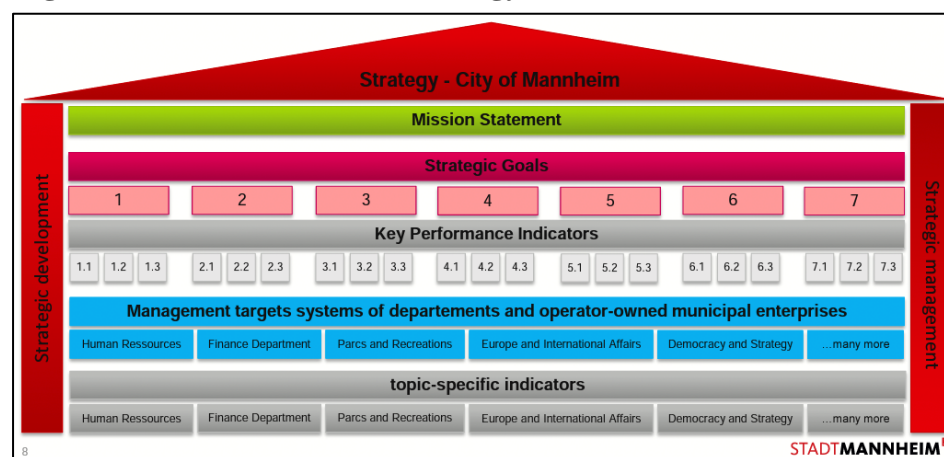 Strategy - City of Mannheim
Mission Statement
Strategic Goals
1 2 3 4 5 6 7
Key Performance Indicators
1.1 1.2 1.3 2.1 2.2 2.3 3.1 3.2 3.3 4.1 4.2 4.3 5.1 5.2 5.3 6.1 6.2 6.3 7.1 7.2 7.3
Management targets systems of departements and operator-owned municipal enterprises
Human Ressources Finance Department Parcs and Recreations Europe and International Affairs Democracy and Strategy ...many more
topic-specific indicators
Human Ressources Finance Department Parcs and Recreations Europe and International Affairs Democracy and Strategy ...many more
Strategic development
Strategic management
8
STADTMANNHEIM